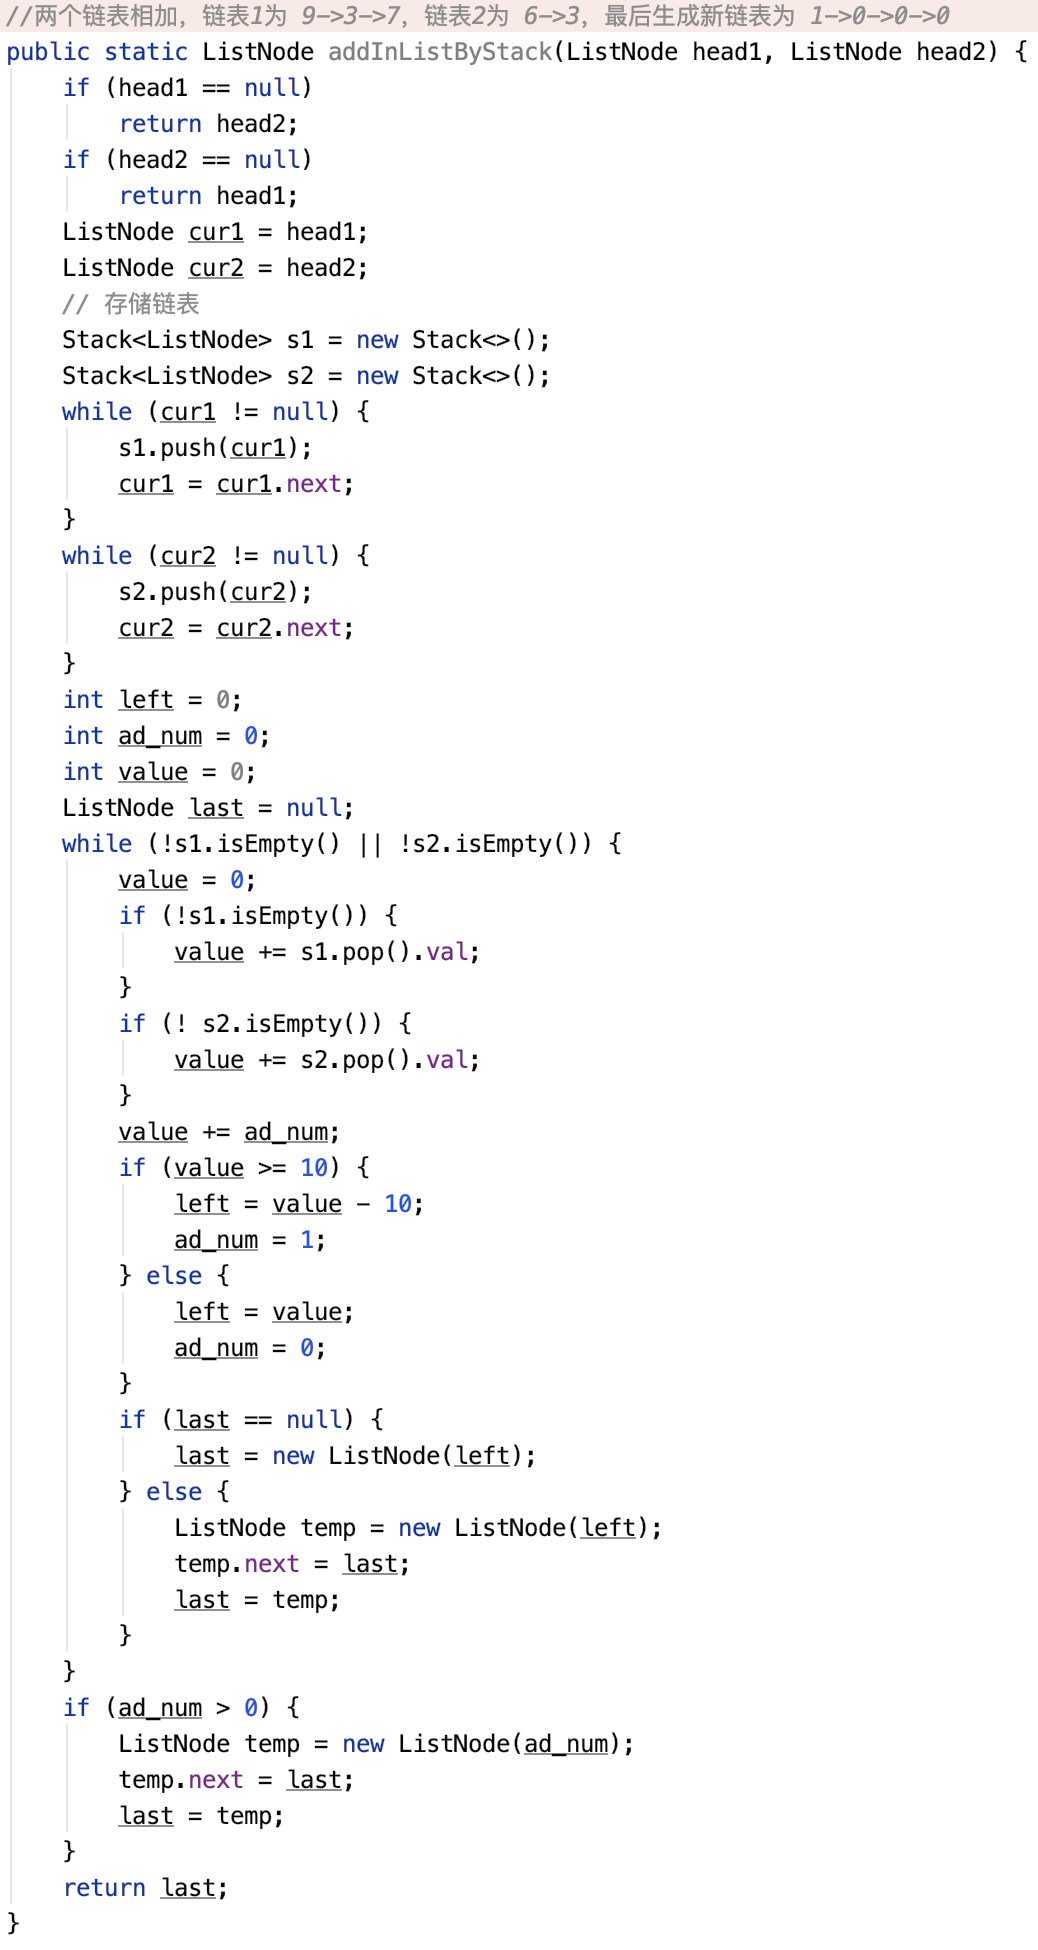 //两个链表相加，链表1为 9->3->7，链表2为 6->3，最后生成新链表为 1->0->0->0
public static ListNode addInListByStack(ListNode head1, ListNode head2) {
    if (head1 == null)
        return head2;
    if (head2 == null)
        return head1;
    ListNode cur1 = head1;
    ListNode cur2 = head2;
    // 存储链表
    Stack<ListNode> s1 = new Stack<>();
    Stack<ListNode> s2 = new Stack<>();
    while (cur1 != null) {
        s1.push(cur1);
        cur1 = cur1.next;
    }
    while (cur2 != null) {
        s2.push(cur2);
        cur2 = cur2.next;
    }
    int left = 0;
    int ad_num = 0;
    int value = 0;
    ListNode last = null;
    while (!s1.isEmpty() || !s2.isEmpty()) {
        value = 0;
        if (!s1.isEmpty()) {
            value += s1.pop().val;
        }
        if (! s2.isEmpty()) {
            value += s2.pop().val;
        }
        value += ad_num;
        if (value >= 10) {
            left = value - 10;
            ad_num = 1;
        } else {
            left = value;
            ad_num = 0;
        }
        if (last == null) {
            last = new ListNode(left);
        } else {
            ListNode temp = new ListNode(left);
            temp.next = last;
            last = temp;
        }
    }
    if (ad_num > 0) {
        ListNode temp = new ListNode(ad_num);
        temp.next = last;
        last = temp;
    }
    return last;
}